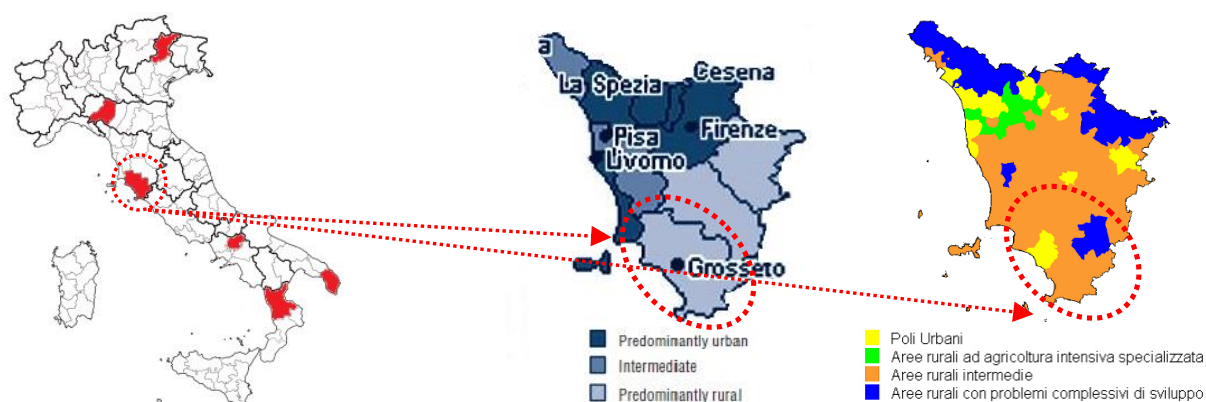 a
La Spezia
Cesena
Pisa
Firenze
Livorno
Grosseto
Predominantly urban
Intermediate
Predominantly rural
Poli Urbani
Aree rurali ad agricoltura intensiva specializzata
Aree rurali intermedie
Aree rurali con problemi complessivi di sviluppo